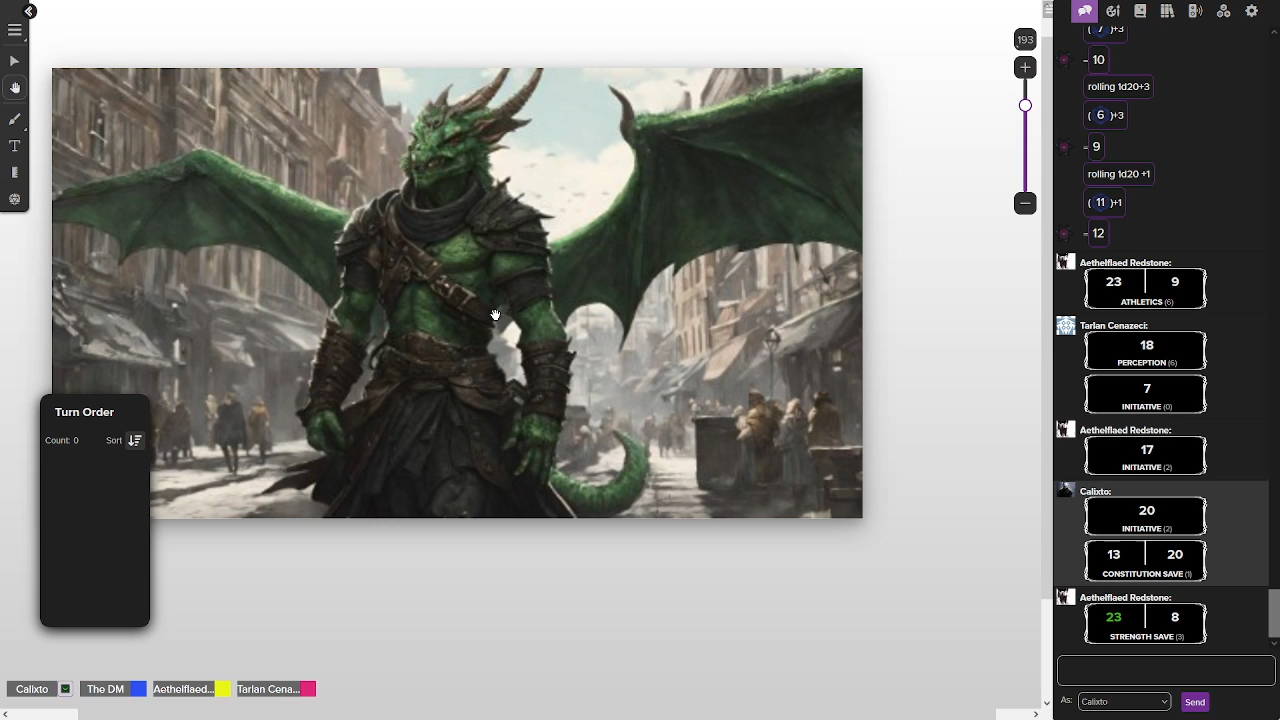 193
( 7 )+3
= 10
rolling 1d20+3
( 6 )+3
= 9
rolling 1d20 +1
( 11 )+1
= 12
Aethelflaed Redstone:
23 9
ATHLETICS (6)
Tarlan Cenazeci:
18
PERCEPTION (6)
7
INITIATIVE (0)
Aethelflaed Redstone:
17
INITIATIVE (2)
Calixto:
20
INITIATIVE (2)
13 20
CONSTITUTION SAVE (1)
Aethelflaed Redstone:
23 8
STRENGTH SAVE (3)
Turn Order
Count: 0 Sort
Calixto The DM Aethelflaed... Tarlan Cena...
As: Calixto Send